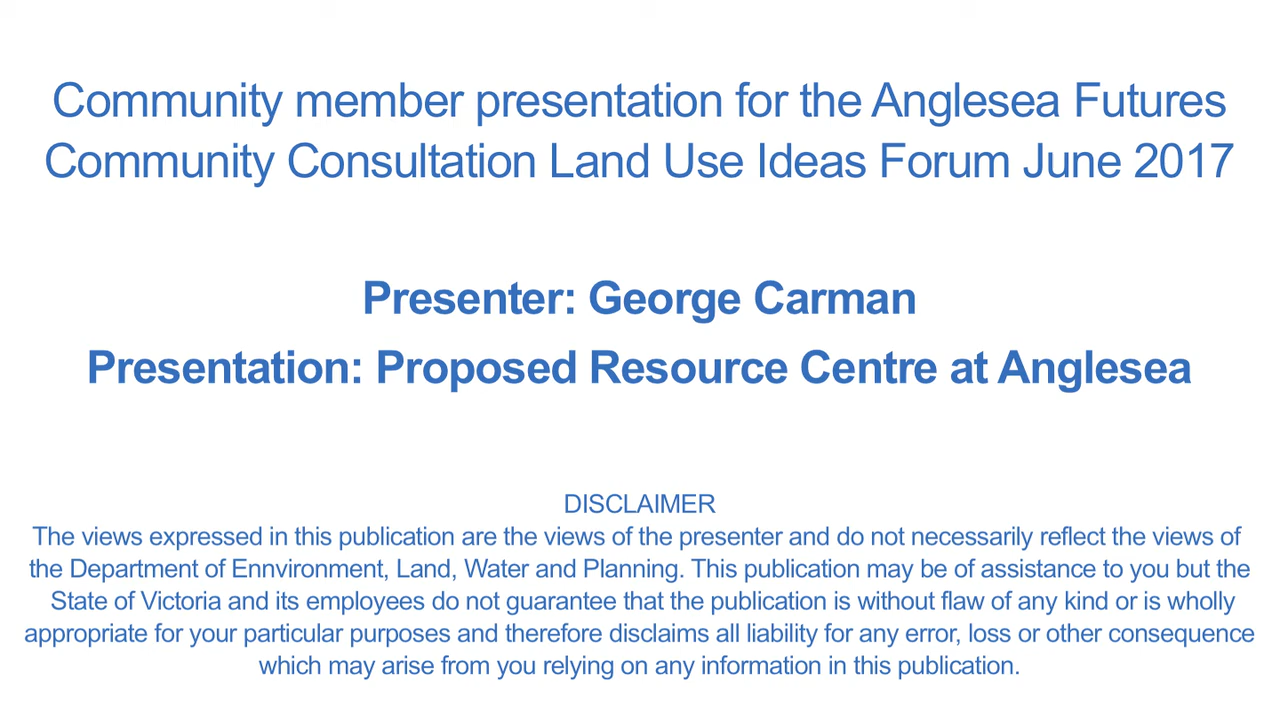 Community member presentation for the Anglesea Futures
Community Consultation Land Use Ideas Forum June 2017
Presenter: George Carman
Presentation: Proposed Resource Centre at Anglesea
DISCLAIMER
The views expressed in this publication are the views of the presenter and do not necessarily reflect the views of
the Department of Ennvironment, Land, Water and Planning. This publication may be of assistance to you but the
State of Victoria and its employees do not guarantee that the publication is without flaw of any kind or is wholly
appropriate for your particular purposes and therefore disclaims all liability for any error, loss or other consequence
which may arise from you relying on any information in this publication.